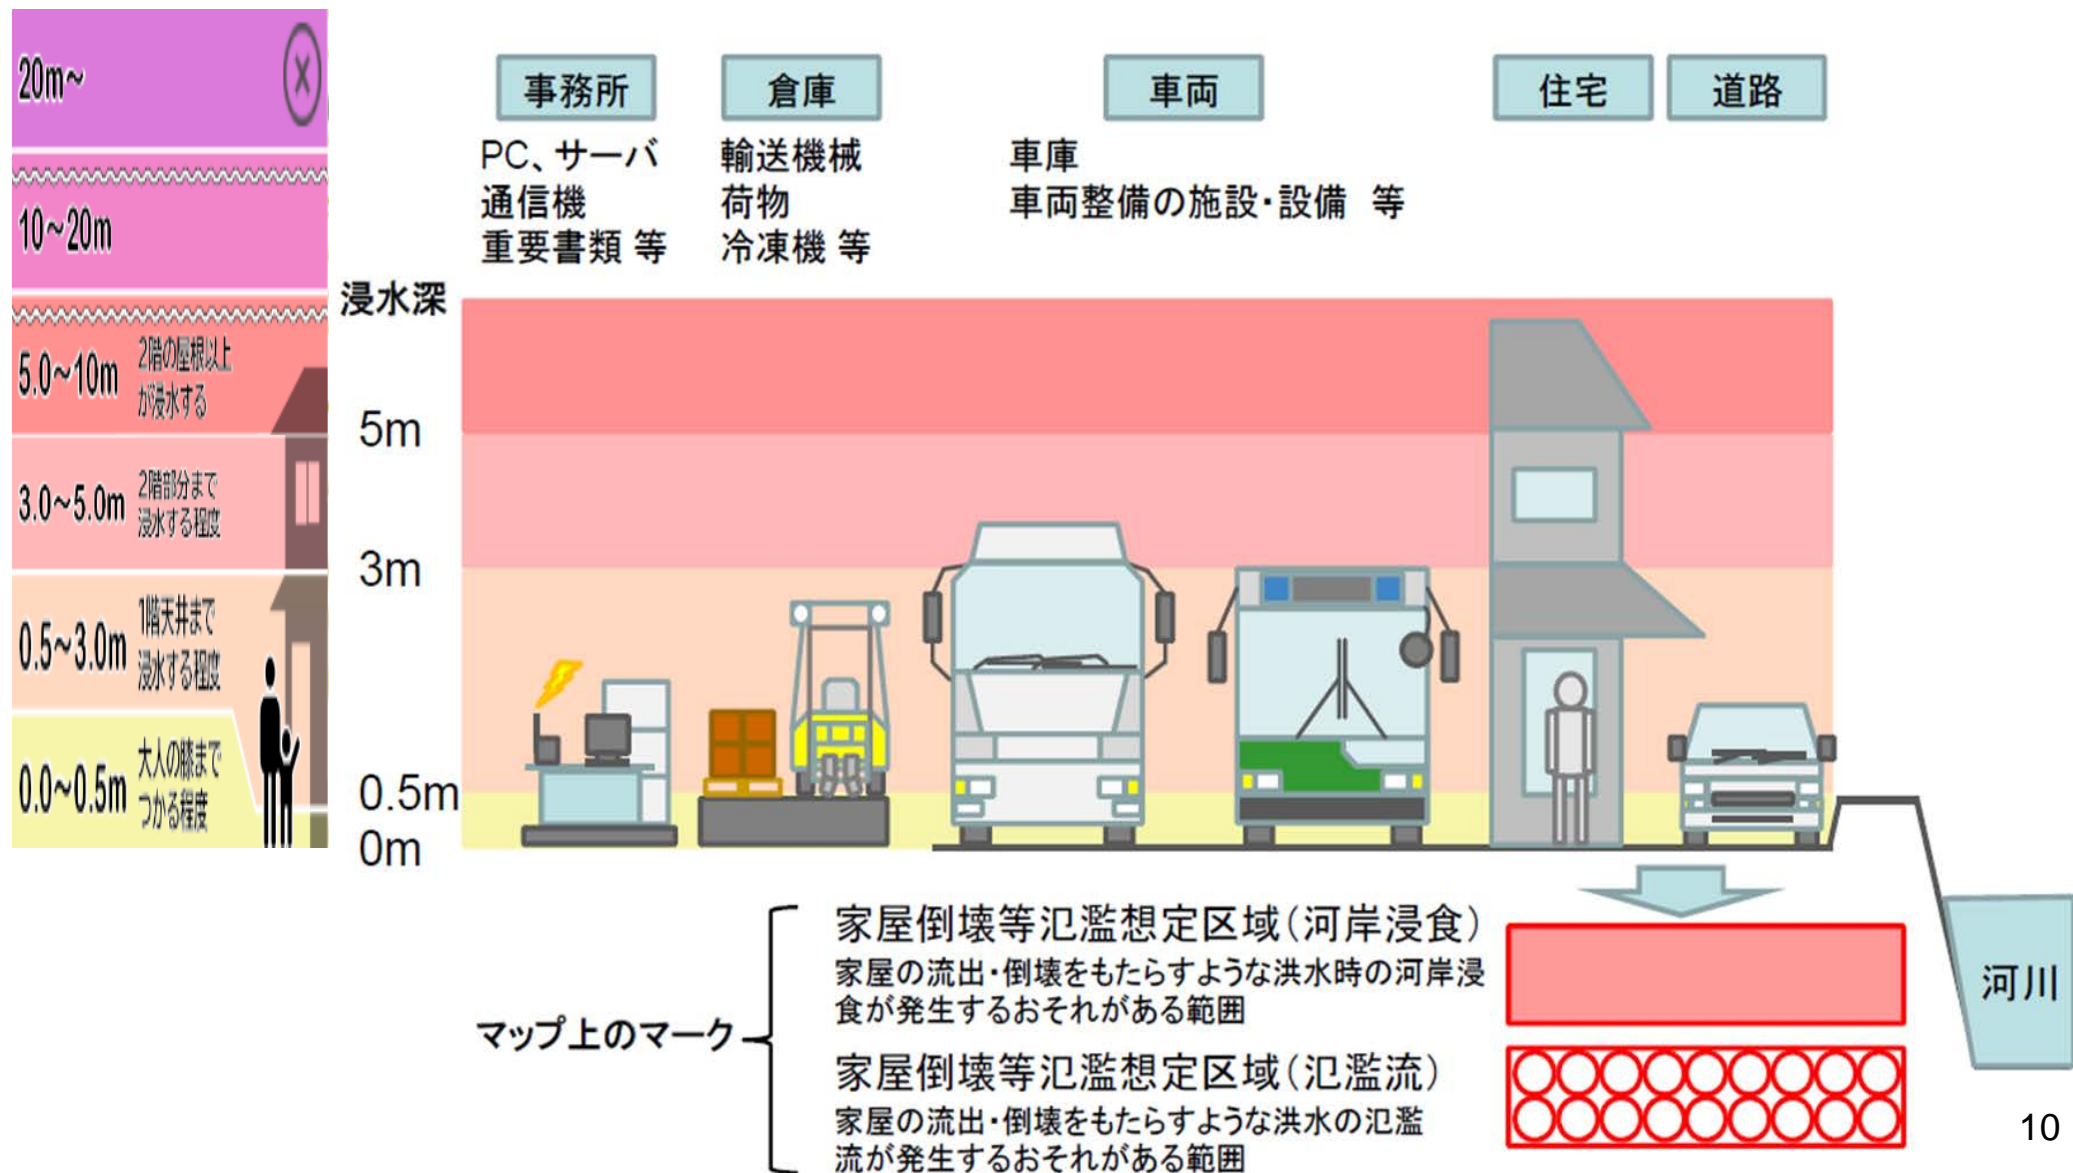 20m~
×
10~20m
5.0~10m
2階の屋根以上
が浸水する
3.0~5.0m
2階部分まで
浸水する程度
0.5~3.0m
1階天井まで
浸水する程度
0.0~0.5m
大人の膝まで
つかる程度
事務所
PC、サーバ
通信機
重要書類 等
倉庫
輸送機械
荷物
冷凍機 等
車両
車庫
車両整備の施設・設備 等
住宅
道路
浸水深
5m
3m
0.5m
0m
河川
マップ上のマーク
家屋倒壊等氾濫想定区域(河岸浸食)
家屋の流出・倒壊をもたらすような洪水時の河岸浸
食が発生するおそれがある範囲
家屋倒壊等氾濫想定区域(氾濫流)
家屋の流出・倒壊をもたらすような洪水の氾濫
流が発生するおそれがある範囲
10